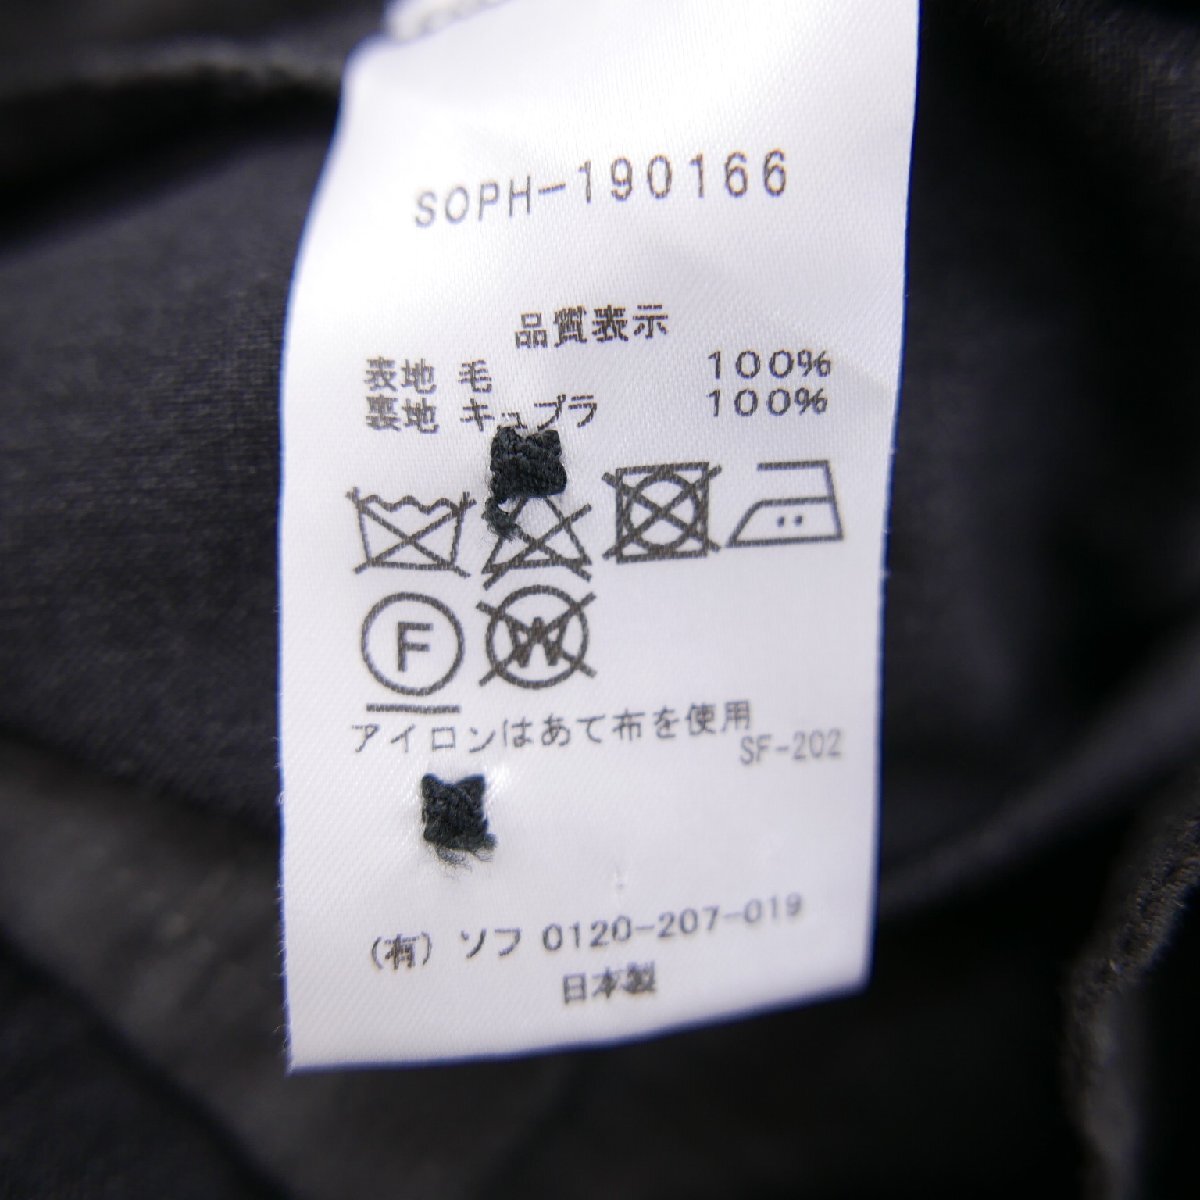 SOPH-190166
品質表示
表地 毛 100%
裏地 キュプラ 100%
F
W
アイロンはあて布を使用
SF-202
(有) ソフ 0120-207-019
日本製